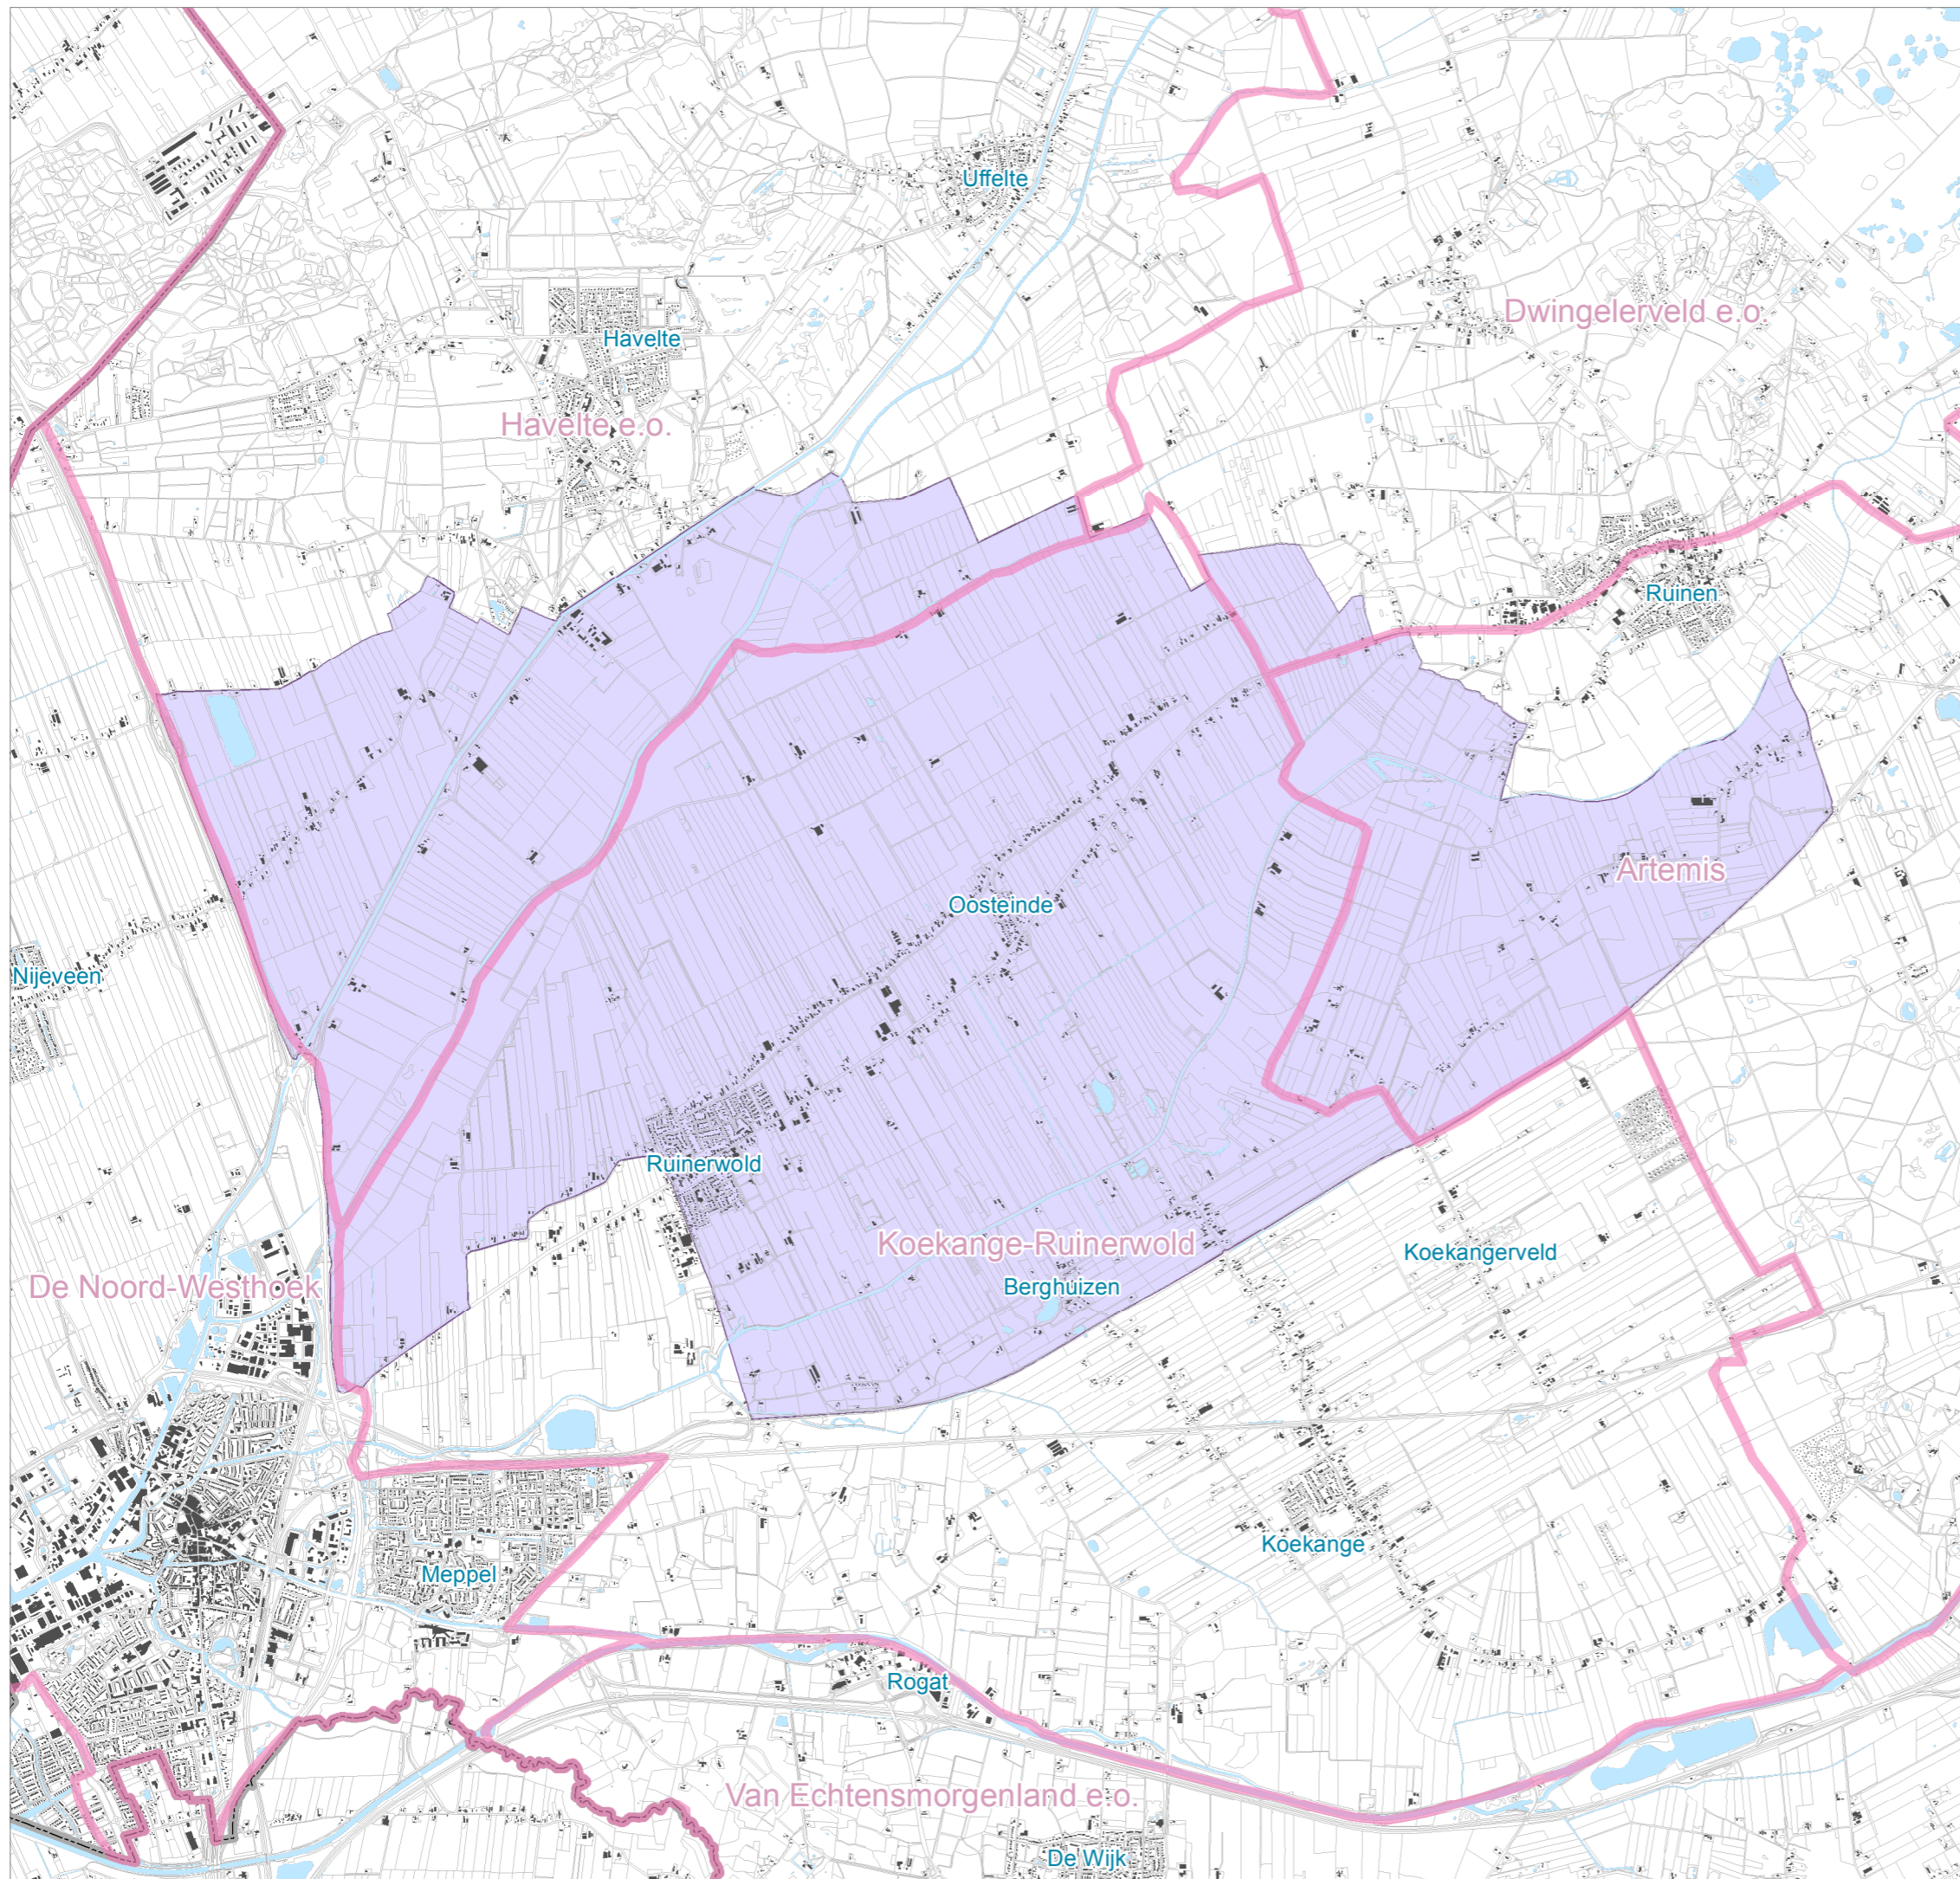 Uffelte
Dwingelerveld e.o.
Havelte
Havelte e.o.
Ruinen
Artemis
Oosteinde
Nijeveen
Ruinerwold
Koekange-Ruinerwold
Koekangerveld
De Noord-Westhoek
Berghuizen
Koekange
Meppel
Rogat
Van Echtensmorgenland e.o.
De Wijk